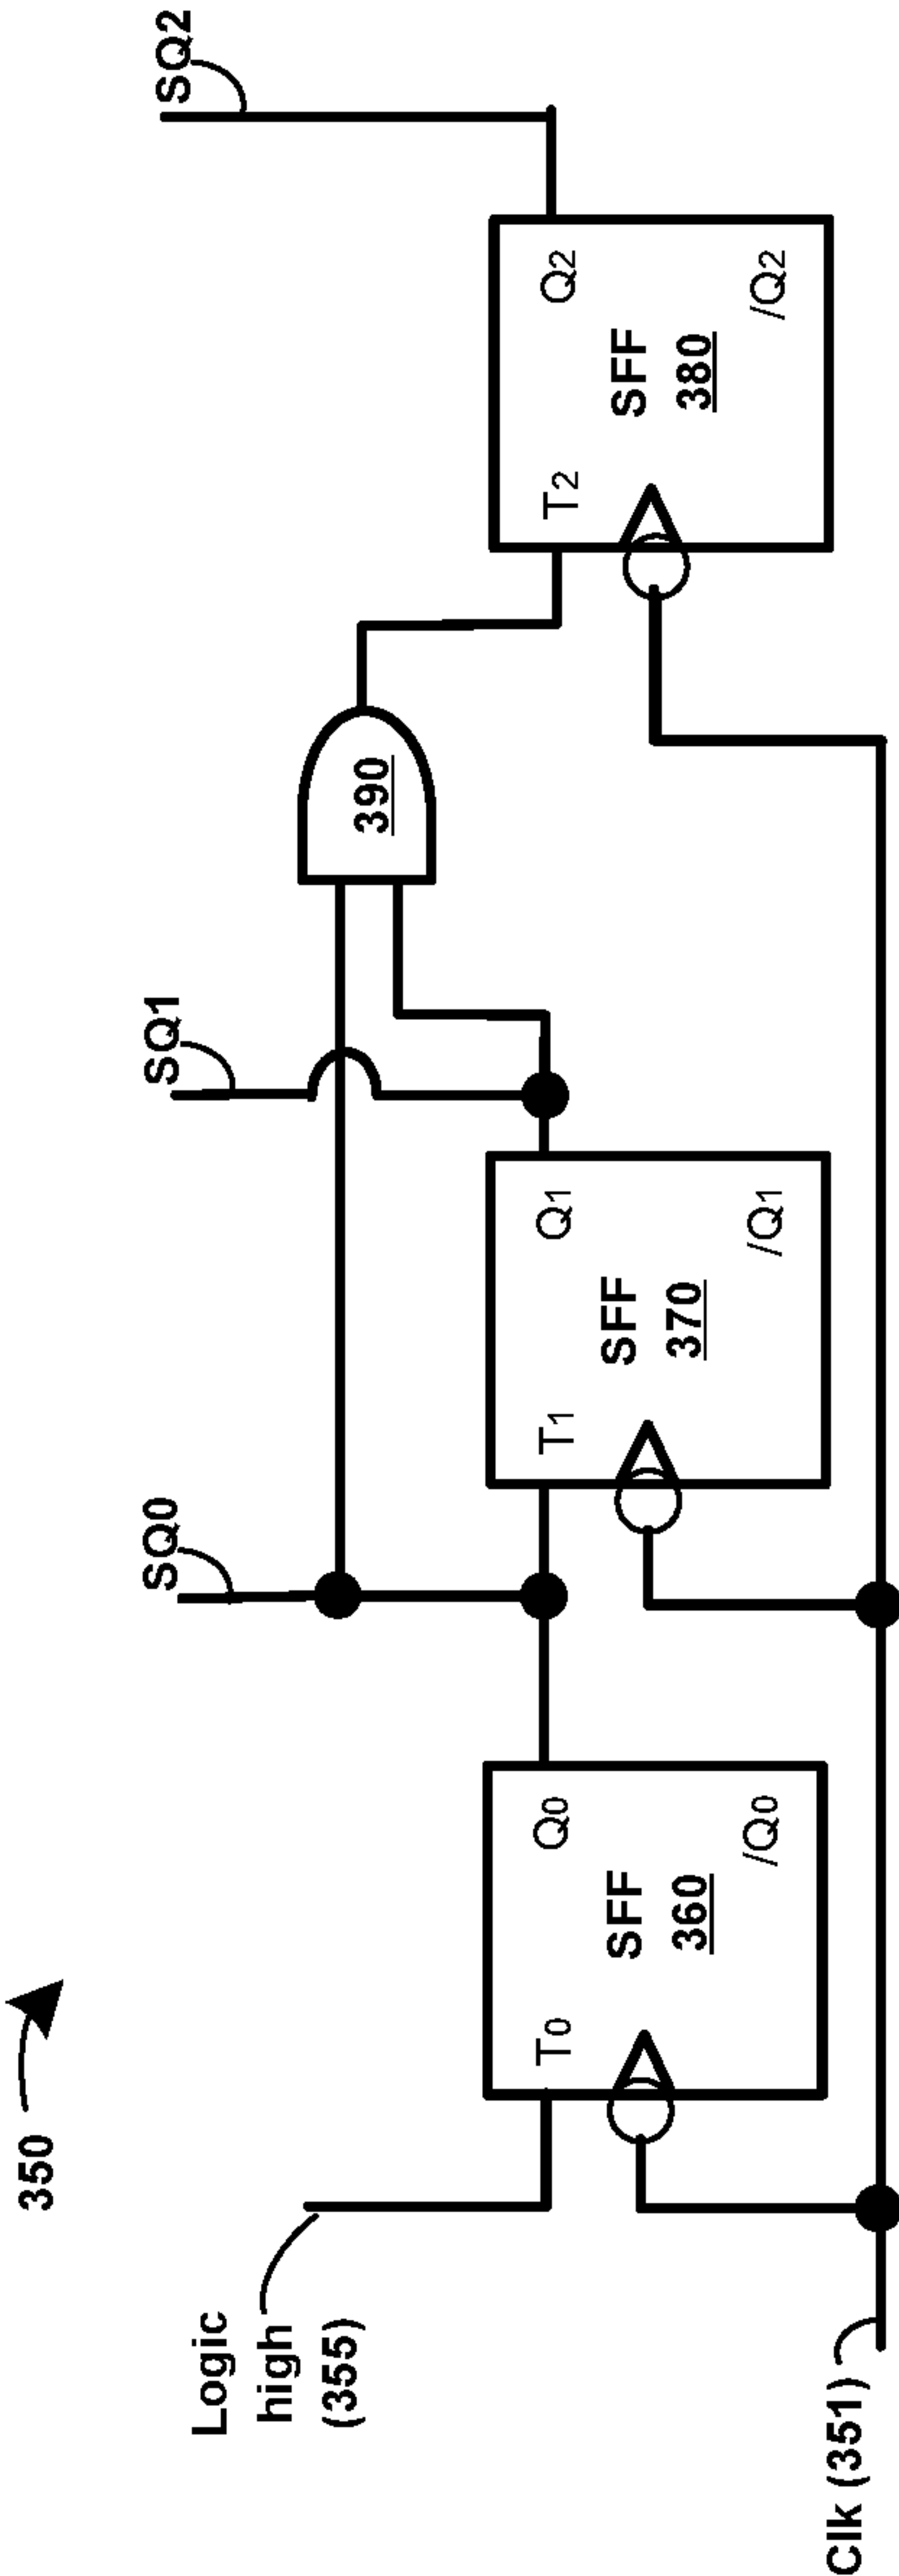 350
SQ0
SQ1
SQ2
390
Logic
high
(355)
T0
Q0
SFF
360
/Q0
T1
Q1
SFF
370
/Q1
T2
Q2
SFF
380
/Q2
Clk (351)